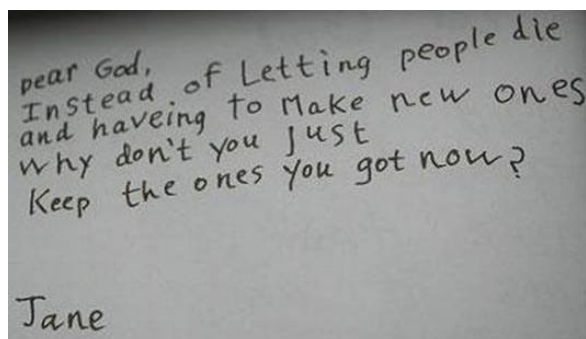 Dear God,
Instead of Letting people die
and haveing to Make new ones
why don't you Just
Keep the ones you got now?
Jane